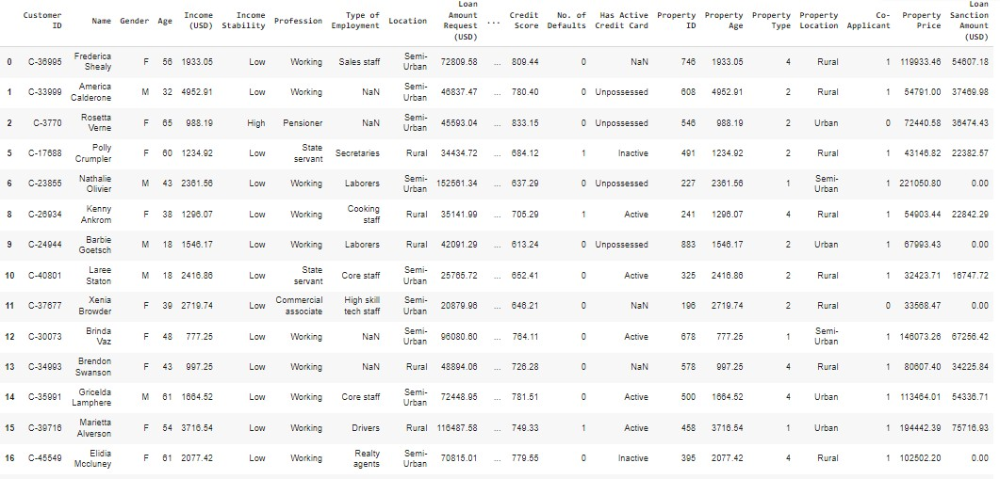 Customer ID Name Gender Age Income (USD) Income Stability Profession Type of Employment Location Loan Amount Request (USD) ... Credit Score No. of Defaults Has Active Credit Card Property ID Property Age Property Type Property Location Co-Applicant Property Price Loan Sanction Amount (USD)
0 C-36995 Frederica Shealy F 56 1933.05 Low Working Sales staff Semi-Urban 72809.58 ... 809.44 0 NaN 746 1933.05 4 Rural 1 119933.46 54607.18
1 C-33999 America Calderone M 32 4952.91 Low Working NaN Semi-Urban 46837.47 ... 780.40 0 Unpossessed 608 4952.91 2 Rural 1 54791.00 37469.98
2 C-3770 Rosetta Verne F 65 988.19 High Pensioner NaN Semi-Urban 45593.04 ... 833.15 0 Unpossessed 546 988.19 2 Urban 0 72440.58 36474.43
5 C-17688 Polly Crumpler F 60 1234.92 Low State servant Secretaries Rural 34434.72 ... 684.12 1 Inactive 491 1234.92 2 Rural 1 43146.82 22382.57
6 C-23855 Nathalie Olivier M 43 2361.56 Low Working Laborers Semi-Urban 152561.34 ... 637.29 0 Unpossessed 227 2361.56 1 Semi-Urban 1 221050.80 0.00
8 C-26934 Kenny Ankrom F 38 1296.07 Low Working Cooking staff Rural 35141.99 ... 705.29 1 Active 241 1296.07 4 Rural 1 54903.44 22842.29
9 C-24944 Barbie Goetsch M 18 1546.17 Low Working Laborers Rural 42091.29 ... 613.24 0 Unpossessed 883 1546.17 2 Urban 1 67993.43 0.00
10 C-40801 Laree Staton M 18 2416.86 Low State servant Core staff Semi-Urban 25765.72 ... 652.41 0 Active 325 2416.86 2 Rural 1 32423.71 16747.72
11 C-37677 Xenia Browder F 39 2719.74 Low Commercial associate High skill tech staff Semi-Urban 20879.96 ... 646.21 0 NaN 196 2719.74 2 Rural 0 33568.47 0.00
12 C-30073 Brinda Vaz F 48 777.25 Low Working NaN Semi-Urban 96080.60 ... 764.11 0 Active 678 777.25 1 Semi-Urban 1 146073.26 67256.42
13 C-34993 Brendon Swanson F 43 997.25 Low Working NaN Rural 48894.06 ... 726.28 0 NaN 578 997.25 4 Rural 1 80607.40 34225.84
14 C-35991 Gricelda Lamphere M 61 1664.52 Low Working Core staff Semi-Urban 72448.95 ... 781.51 0 Active 500 1664.52 4 Urban 1 113464.01 54336.71
15 C-39716 Marietta Alverson F 54 3716.54 Low Working Drivers Rural 116487.58 ... 749.33 1 Active 458 3716.54 1 Urban 1 194442.39 75716.93
16 C-45549 Elidia Mccluney F 61 2077.42 Low Working Realty agents Semi-Urban 70815.01 ... 779.55 0 Inactive 395 2077.42 4 Rural 1 102502.20 0.00